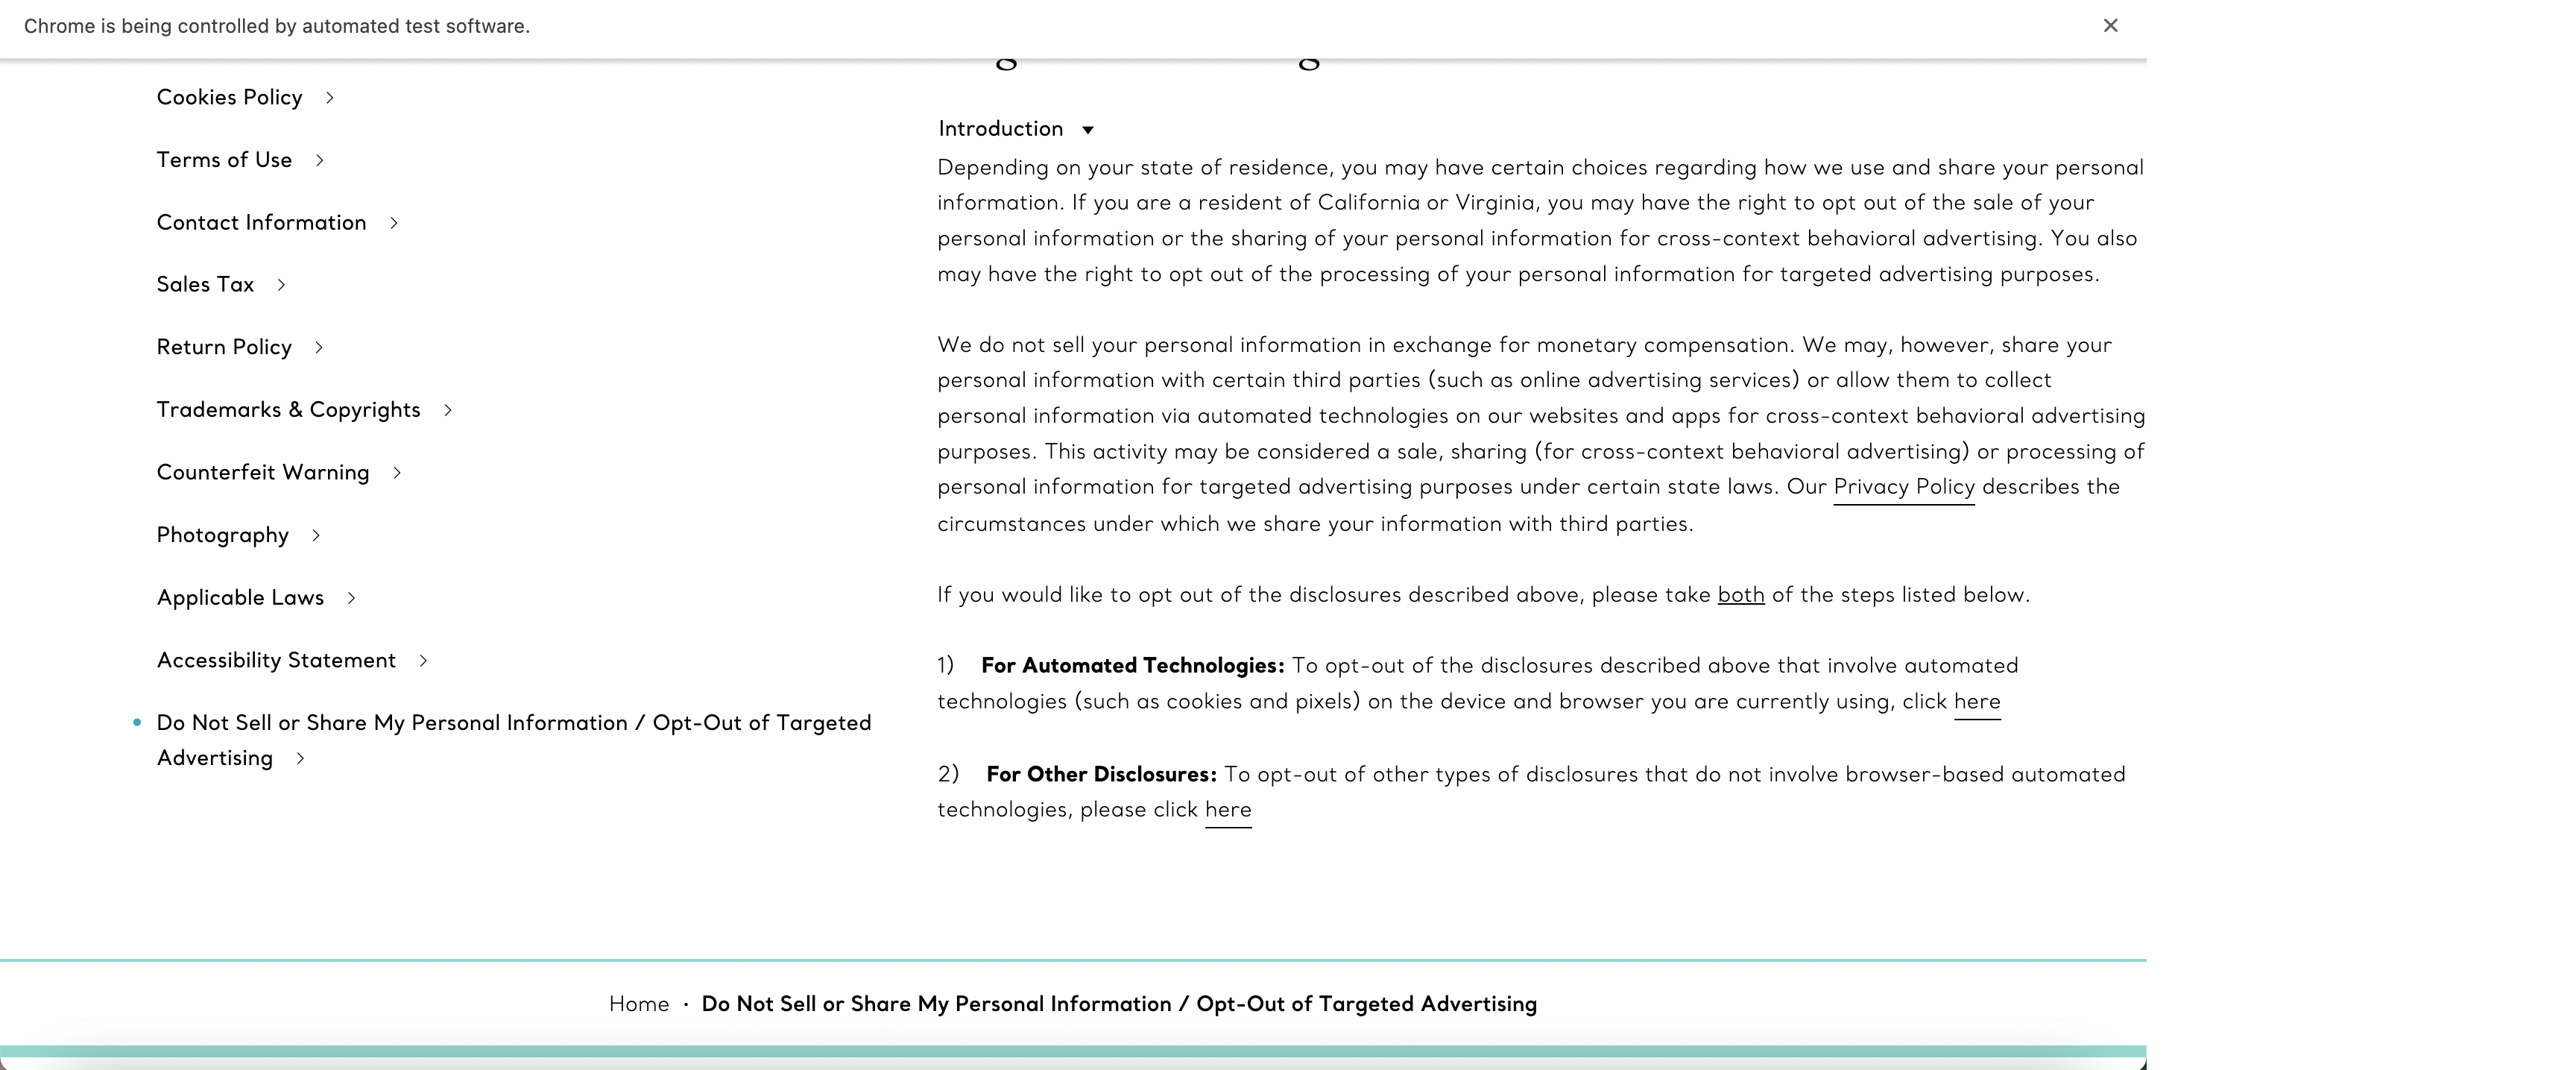 Chrome is being controlled by automated test software.
Cookies Policy
Terms of Use
Contact Information
Sales Tax
Return Policy
Trademarks & Copyrights
Counterfeit Warning
Photography
Applicable Laws
Accessibility Statement
Do Not Sell or Share My Personal Information / Opt-Out of Targeted
Advertising
Introduction
Depending on your state of residence, you may have certain choices regarding how we use and share your personal
information. If you are a resident of California or Virginia, you may have the right to opt out of the sale of your
personal information or the sharing of your personal information for cross-context behavioral advertising. You also
may have the right to opt out of the processing of your personal information for targeted advertising purposes.
We do not sell your personal information in exchange for monetary compensation. We may, however, share your
personal information with certain third parties (such as online advertising services) or allow them to collect
personal information via automated technologies on our websites and apps for cross-context behavioral advertising
purposes. This activity may be considered a sale, sharing (for cross-context behavioral advertising) or processing of
personal information for targeted advertising purposes under certain state laws. Our Privacy Policy describes the
circumstances under which we share your information with third parties.
If you would like to opt out of the disclosures described above, please take both of the steps listed below.
1) For Automated Technologies: To opt-out of the disclosures described above that involve automated
technologies (such as cookies and pixels) on the device and browser you are currently using, click here
2) For Other Disclosures: To opt-out of other types of disclosures that do not involve browser-based automated
technologies, please click here
Home • Do Not Sell or Share My Personal Information / Opt-Out of Targeted Advertising